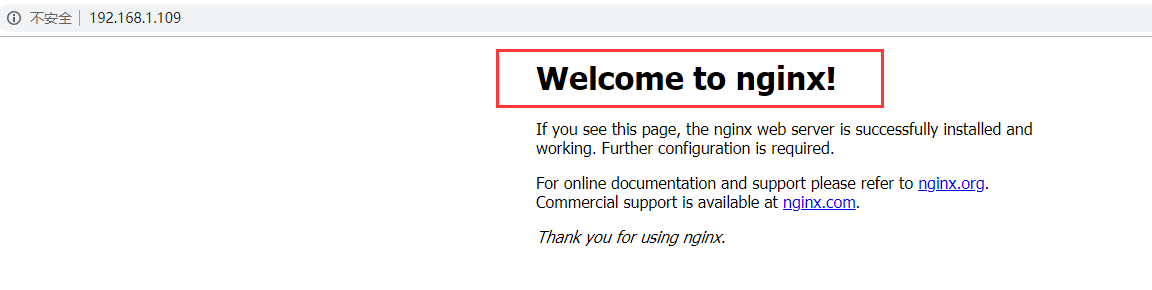 不安全 192.168.1.109
Welcome to nginx!
If you see this page, the nginx web server is successfully installed and
working. Further configuration is required.
For online documentation and support please refer to nginx.org.
Commercial support is available at nginx.com.
Thank you for using nginx.